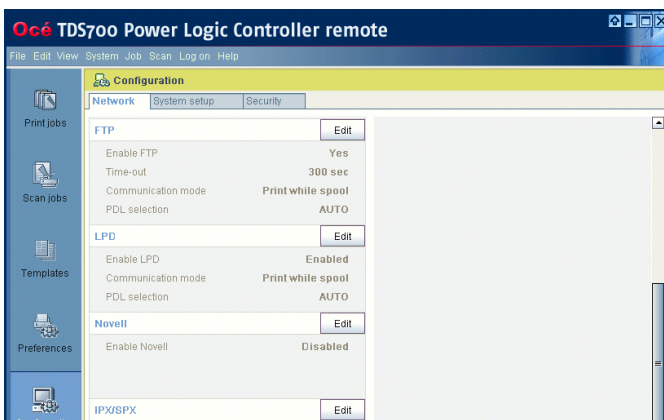 Océ TDS700 Power Logic Controller remote
File Edit View System Job Scan Log on Help
Configuration
Network System setup Security
Print jobs
Scan jobs
Templates
Preferences
FTP Edit
Enable FTP Yes
Time-out 300 sec
Communication mode Print while spool
PDL selection AUTO
LPD Edit
Enable LPD Enabled
Communication mode Print while spool
PDL selection AUTO
Novell Edit
Enable Novell Disabled
IPX/SPX Edit